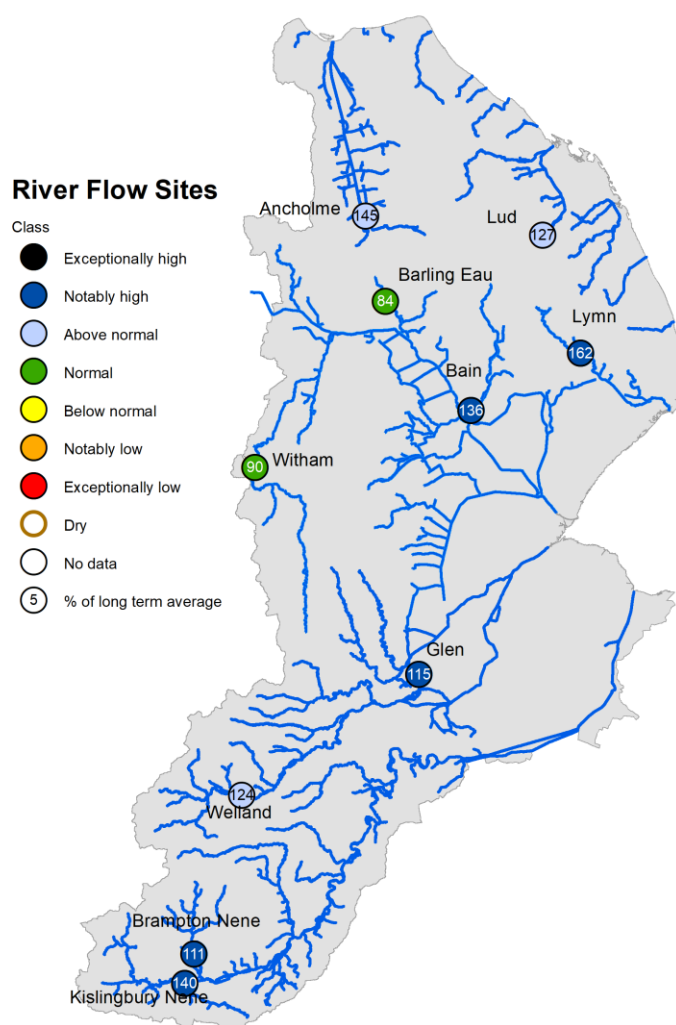 River Flow Sites
Class
Exceptionally high
Notably high
Above normal
Normal
Below normal
Notably low
Exceptionally low
Dry
No data
5 % of long term average
Ancholme
145
Lud
127
Barling Eau
84
Lymn
162
Bain
136
Witham
90
Glen
115
124
Welland
Brampton Nene
111
140
Kislingbury Nene